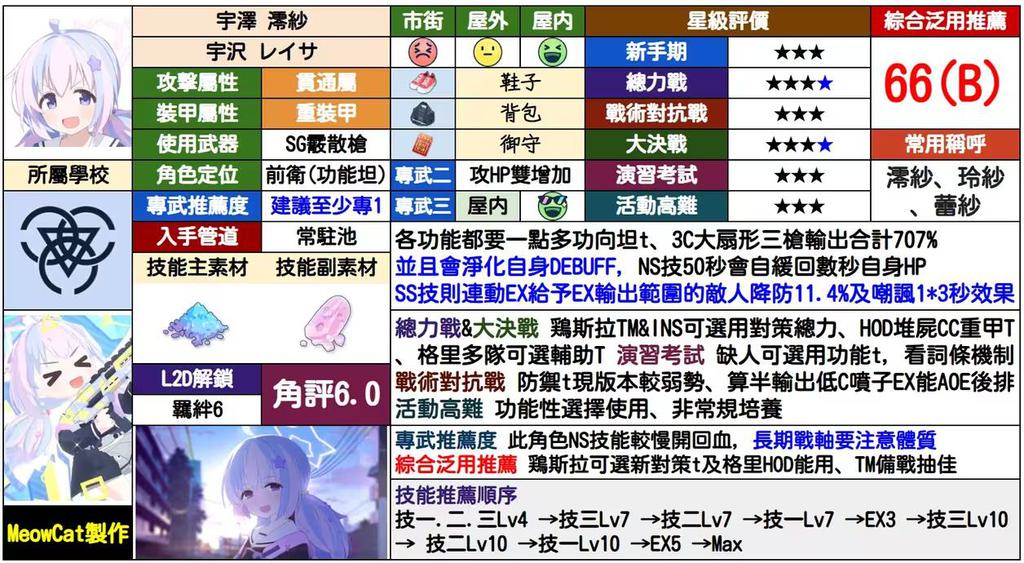 宇澤 澪紗
市街
屋外
屋内
星級評價
綜合泛用推薦
宇沢 レイサ
新手期
★★★
66(B)
攻擊屬性
貫通屬
鞋子
總力戰
★★★★
裝甲屬性
重裝甲
背包
戰術對抗戰
★★★
使用武器
SG霰散槍
御守
大決戰
★★★★
常用稱呼
所屬學校
角色定位
前衛(功能坦)
專武二
攻HP雙增加
演習考試
★★★
澪紗、玲紗
、蕾紗
專武推薦度
建議至少專1
專武三
屋内
活動高難
★★★
入手管道
常駐池
各功能都要一點多功向坦t、3C大扇形三槍輸出合計707%
並且會淨化自身DEBUFF, NS技50秒會自緩回數秒自身HP
SS技則連動EX給予EX輸出範圍的敵人降防11.4%及嘲諷1*3秒效果
技能主素材
技能副素材
總力戰&大決戰 鶏斯拉TM&INS可選用對策總力、HOD堆屍CC重甲T
、格里多隊可選輔助T 演習考試 缺人可選用功能t, 看詞條機制
戰術對抗戰 防禦t現版本較弱勢、算半輸出低C噴子EX能AOE後排
活動高難 功能性選擇使用、非常規培養
L2D解鎖
羈絆6
角評6.0
專武推薦度 此角色NS技能較慢開回血, 長期戰軸要注意體質
綜合泛用推薦 鶏斯拉可選新對策t及格里HOD能用、TM備戰抽佳
技能推薦順序
技一.二.三Lv4 →技三Lv7 →技二Lv7 →技一Lv7 →EX3 →技三Lv10
→ 技二Lv10 →技一Lv10 →EX5 →Max
MeowCat製作